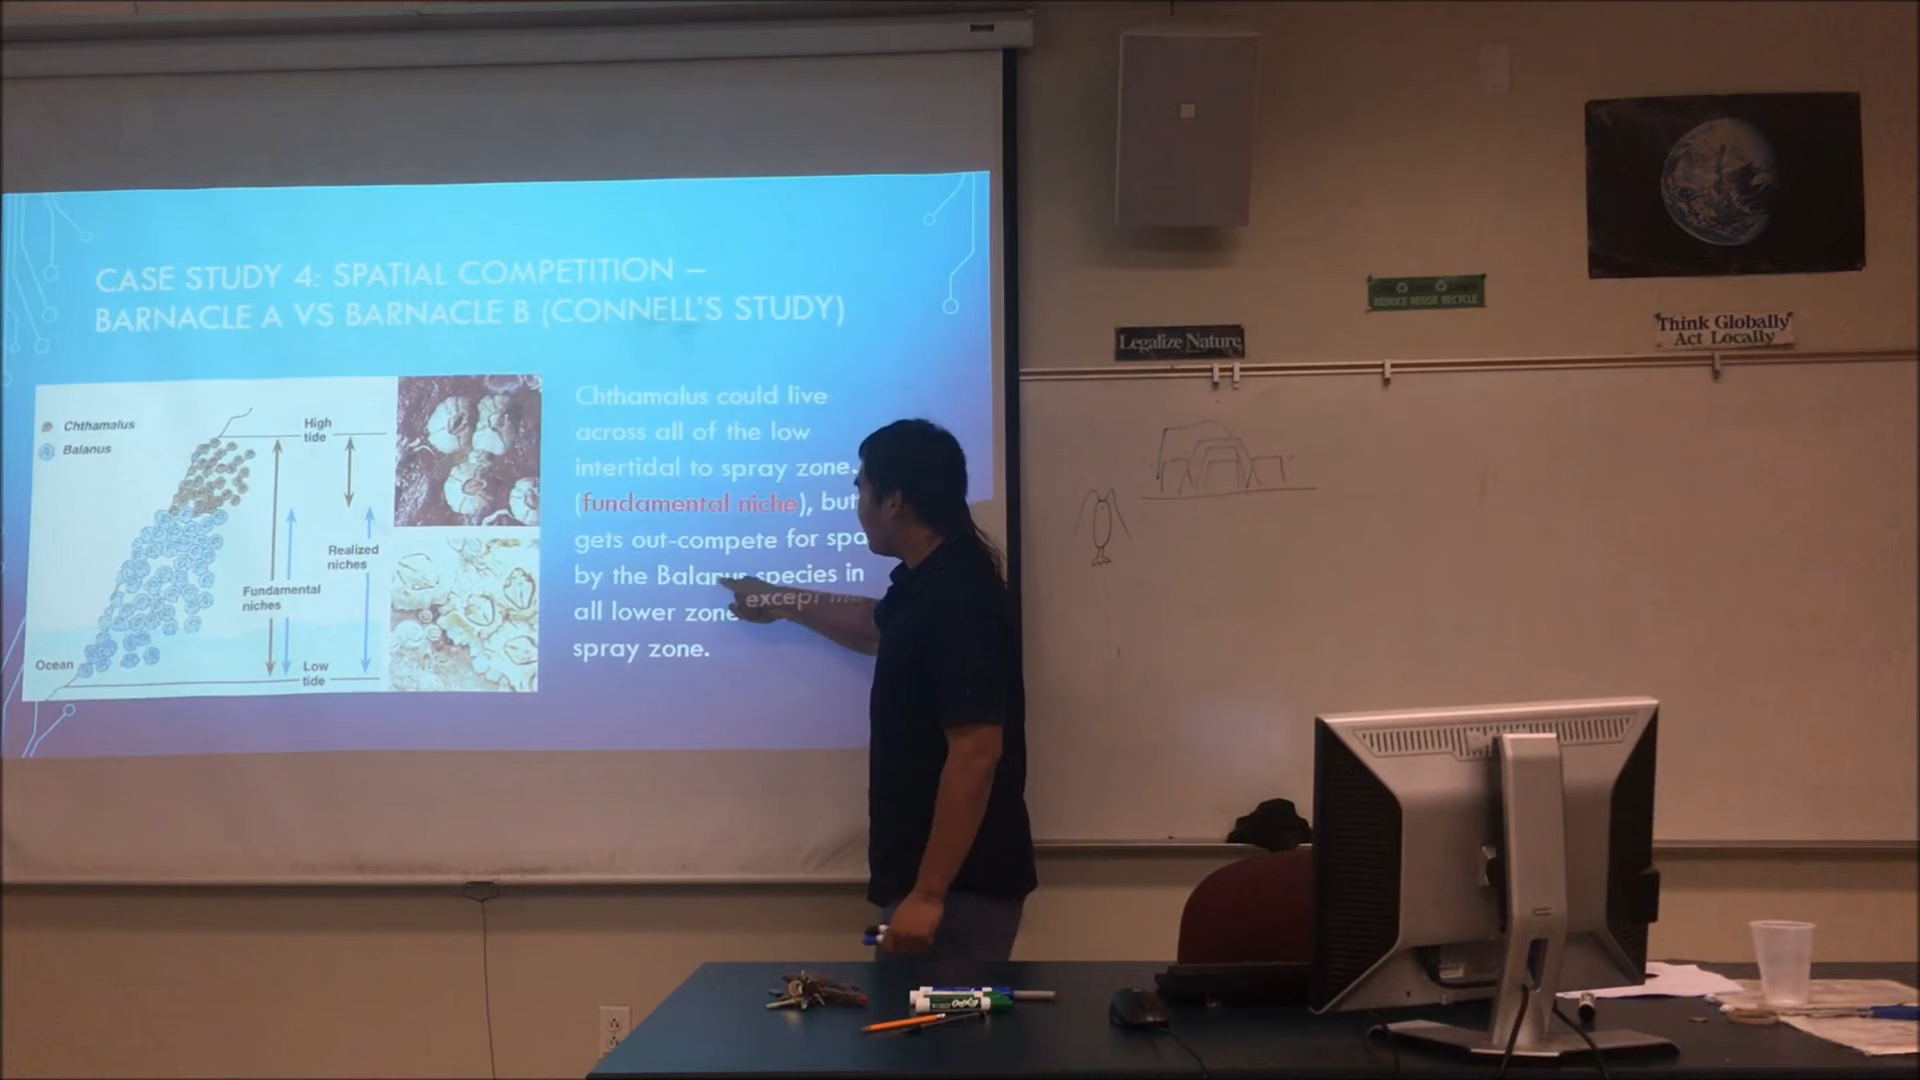 CASE STUDY 4: SPATIAL COMPETITION –
BARNACLE A VS BARNACLE B (CONNELL'S STUDY)
Chthamalus
Balanus
High
tide
Realized
niches
Fundamental
niches
Ocean
Low
tide
Chthamalus could live
across all of the low
intertidal to spray zone.
(fundamental niche), but
gets out-compete for spa
by the Balanus species in
all lower zone except
spray zone.
Legalize Nature
REDUCE REUSE RECYCLE
Think Globally
Act Locally